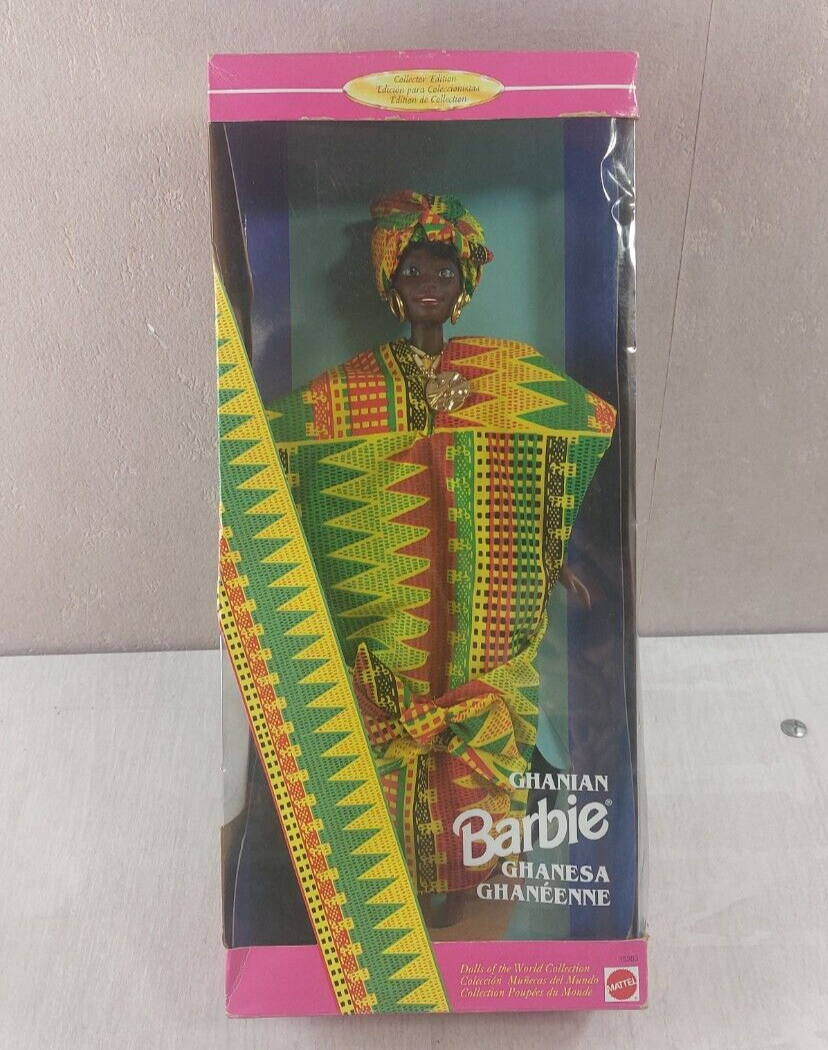 Collector Edition
Edición para Coleccionistas
Édition de Collection
GHANIAN
Barbie®
GHANESA
GHANÉENNE
15303
Dolls of the World Collection
Colección Muñecas del Mundo
Collection Poupées du Monde
MATTEL